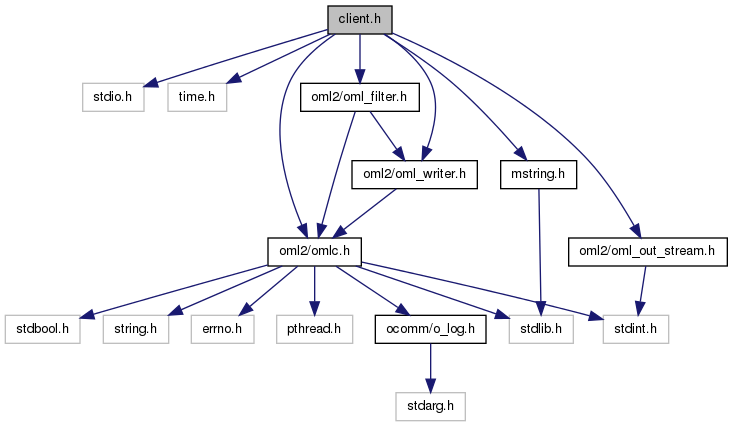 client.h
stdio.h
time.h
oml2/oml_filter.h
oml2/oml_writer.h
mstring.h
oml2/omlc.h
oml2/oml_out_stream.h
stdbool.h
string.h
errno.h
pthread.h
ocomm/o_log.h
stdlib.h
stdint.h
stdarg.h